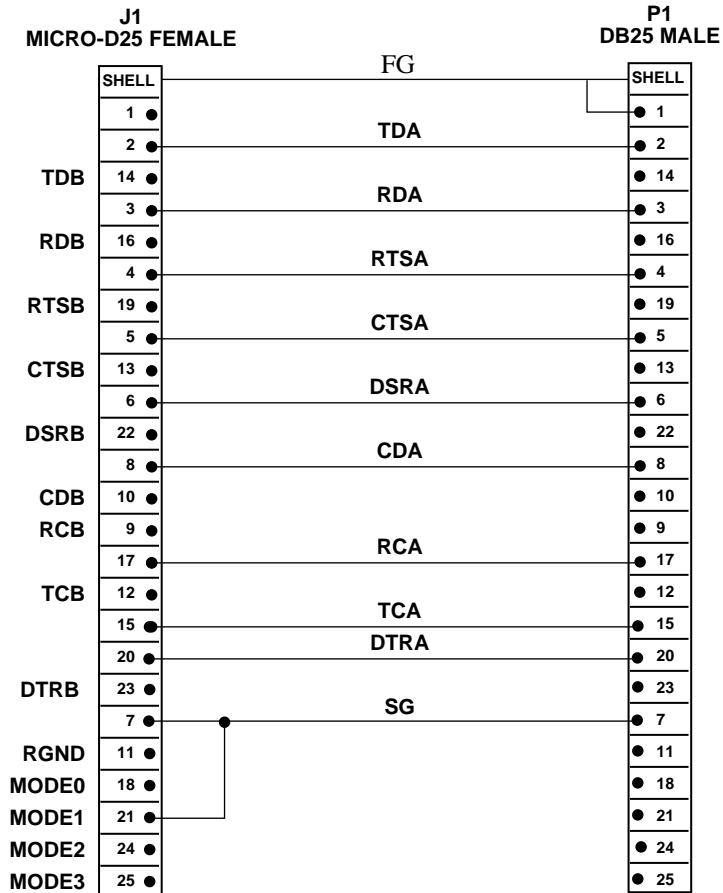 J1 P1
MICRO-D25 FEMALE DB25 MALE
SHELL FG SHELL
1 1
2 TDA 2
TDB 14 14
3 RDA 3
RDB 16 16
4 RTSA 4
RTSB 19 19
5 CTSA 5
CTSB 13 13
6 DSRA 6
DSRB 22 22
8 CDA 8
CDB 10 10
RCB 9 9
17 RCA 17
TCB 12 12
15 TCA 15
20 DTRA 20
DTRB 23 23
7 SG 7
RGND 11 11
MODE0 18 18
MODE1 21 21
MODE2 24 24
MODE3 25 25